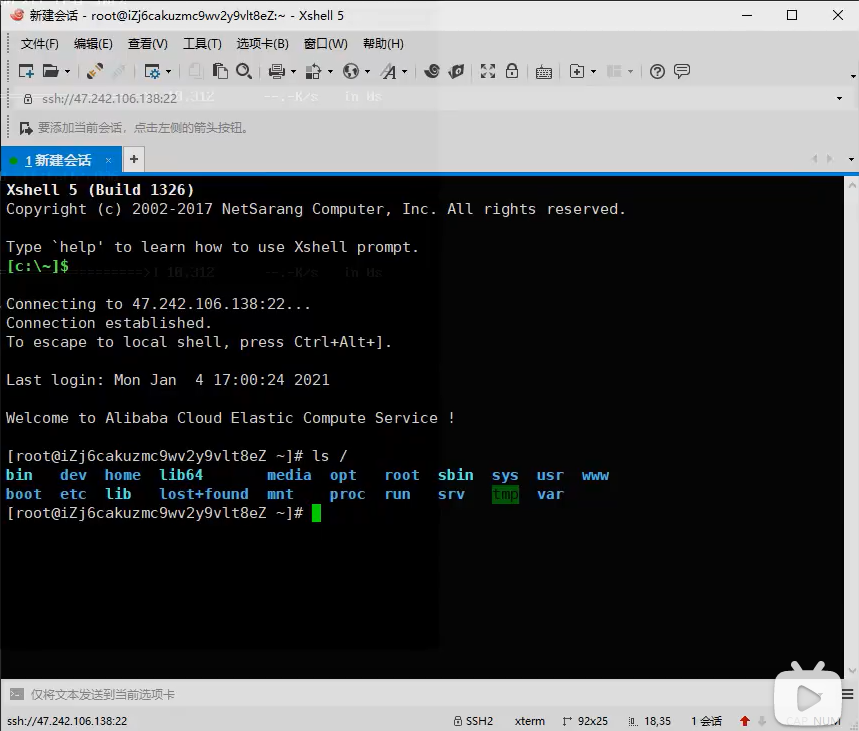 新建会话 - root@iZj6cakuzmc9wv2y9vlt8eZ:~ - Xshell 5
文件(F) 编辑(E) 查看(V) 工具(T) 选项卡(B) 窗口(W) 帮助(H)
ssh://47.242.106.138:22
要添加当前会话，点击左侧的箭头按钮。
1 新建会话
Xshell 5 (Build 1326)
Copyright (c) 2002-2017 NetSarang Computer, Inc. All rights reserved.
Type `help' to learn how to use Xshell prompt.
[c:\~]$
Connecting to 47.242.106.138:22...
Connection established.
To escape to local shell, press Ctrl+Alt+].
Last login: Mon Jan  4 17:00:24 2021
Welcome to Alibaba Cloud Elastic Compute Service !
[root@iZj6cakuzmc9wv2y9vlt8eZ ~]# ls /
bin dev home lib64 media opt root sbin sys usr www
boot etc lib lost+found mnt proc run srv tmp var
[root@iZj6cakuzmc9wv2y9vlt8eZ ~]#
仅将文本发送到当前选项卡
ssh://47.242.106.138:22 SSH2 xterm 92x25 18,35 1 会话 CAP NUM